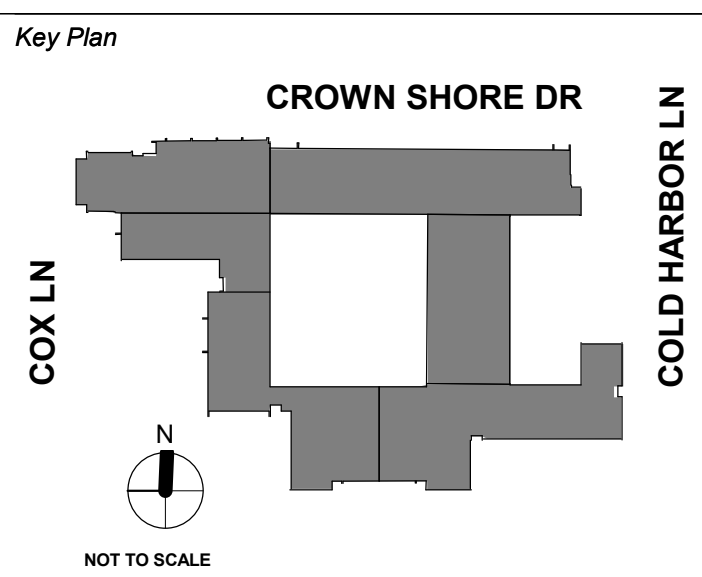 Key Plan
CROWN SHORE DR
COLD HARBOR LN
COX LN
N
NOT TO SCALE